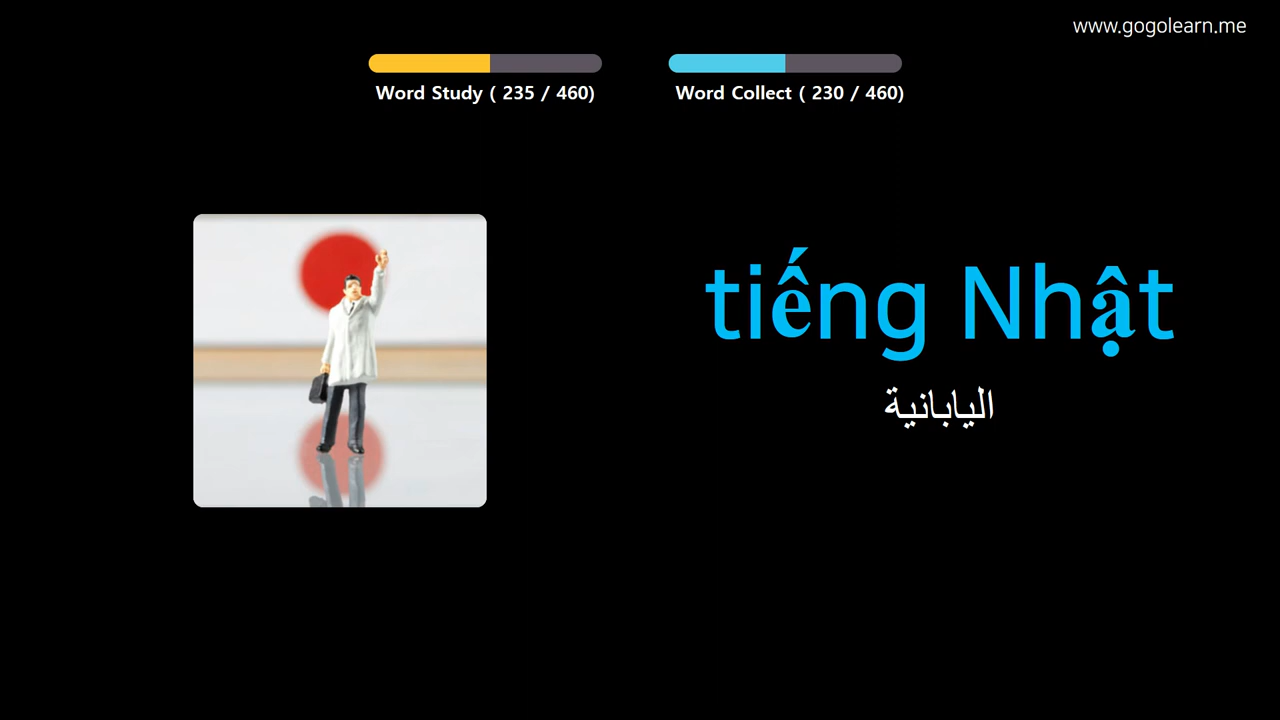 www.gogolearn.me
Word Study ( 235 / 460)
Word Collect ( 230 / 460)
tiếng Nhật
اليابانية